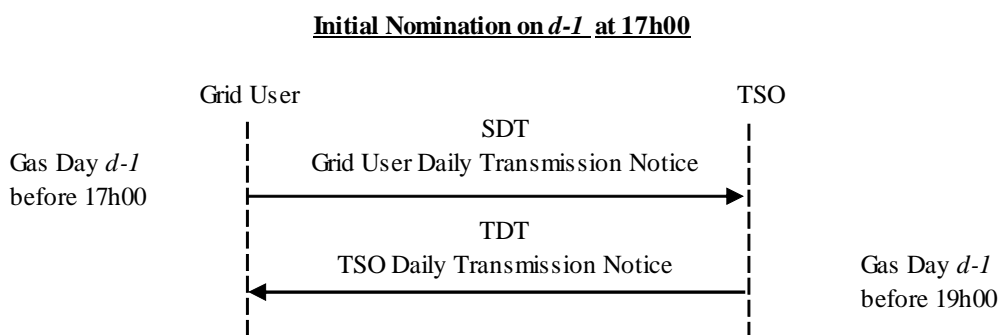 Initial Nomination on d-1 at 17h00
Grid User
TSO
SDT
Gas Day d-1
before 17h00
Grid User Daily Transmission Notice
TDT
TSO Daily Transmission Notice
Gas Day d-1
before 19h00